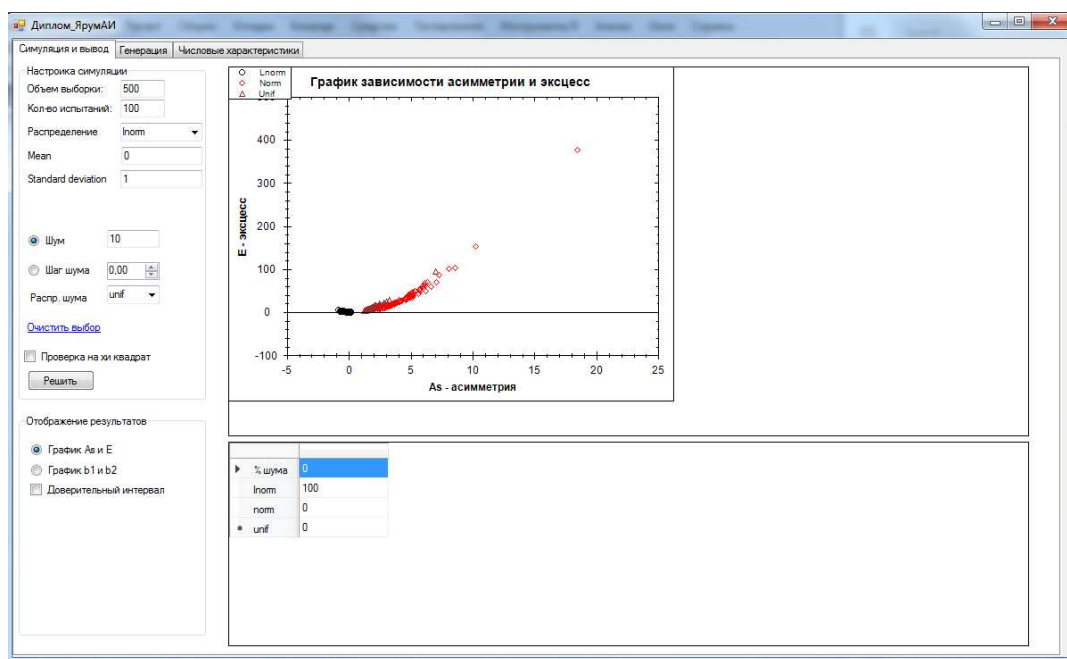 Диплом_ЯрумАИ
Симуляция и вывод Генерация Числовые характеристики
Настройка симуляции
Объем выборки: 500
Кол-во испытаний: 100
Распределение lnorm
Mean 0
Standard deviation 1
Шум 10
Шаг шума 0,00
Распр. шума unif
Очистить выбор
Проверка на хи квадрат
Решить
Отображение результатов
График As и E
График b1 и b2
Доверительный интервал
Lnorm
Norm
Unif
График зависимости асимметрии и эксцесс
E - эксцесс
500
400
300
200
100
0
-100
-5 0 5 10 15 20 25
As - асимметрия
% шума 0
lnorm 100
norm 0
unif 0